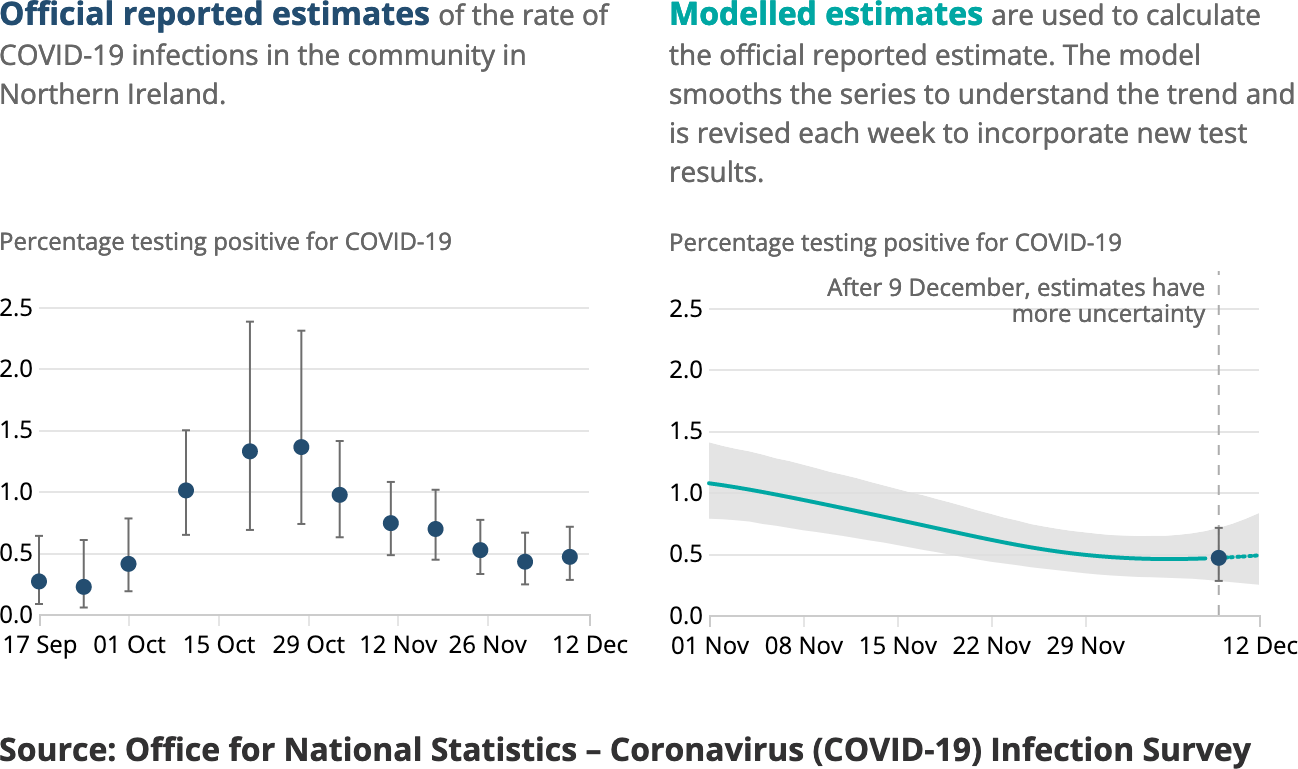 Official reported estimates of the rate of
COVID-19 infections in the community in
Northern Ireland.
Percentage testing positive for COVID-19
2.5
2.0
1.5
1.0
0.5
0.0
17 Sep 01 Oct 15 Oct 29 Oct 12 Nov 26 Nov 12 Dec
Modelled estimates are used to calculate
the official reported estimate. The model
smooths the series to understand the trend and
is revised each week to incorporate new test
results.
Percentage testing positive for COVID-19
After 9 December, estimates have
more uncertainty
2.5
2.0
1.5
1.0
0.5
0.0
01 Nov 08 Nov 15 Nov 22 Nov 29 Nov 12 Dec
Source: Office for National Statistics – Coronavirus (COVID-19) Infection Survey